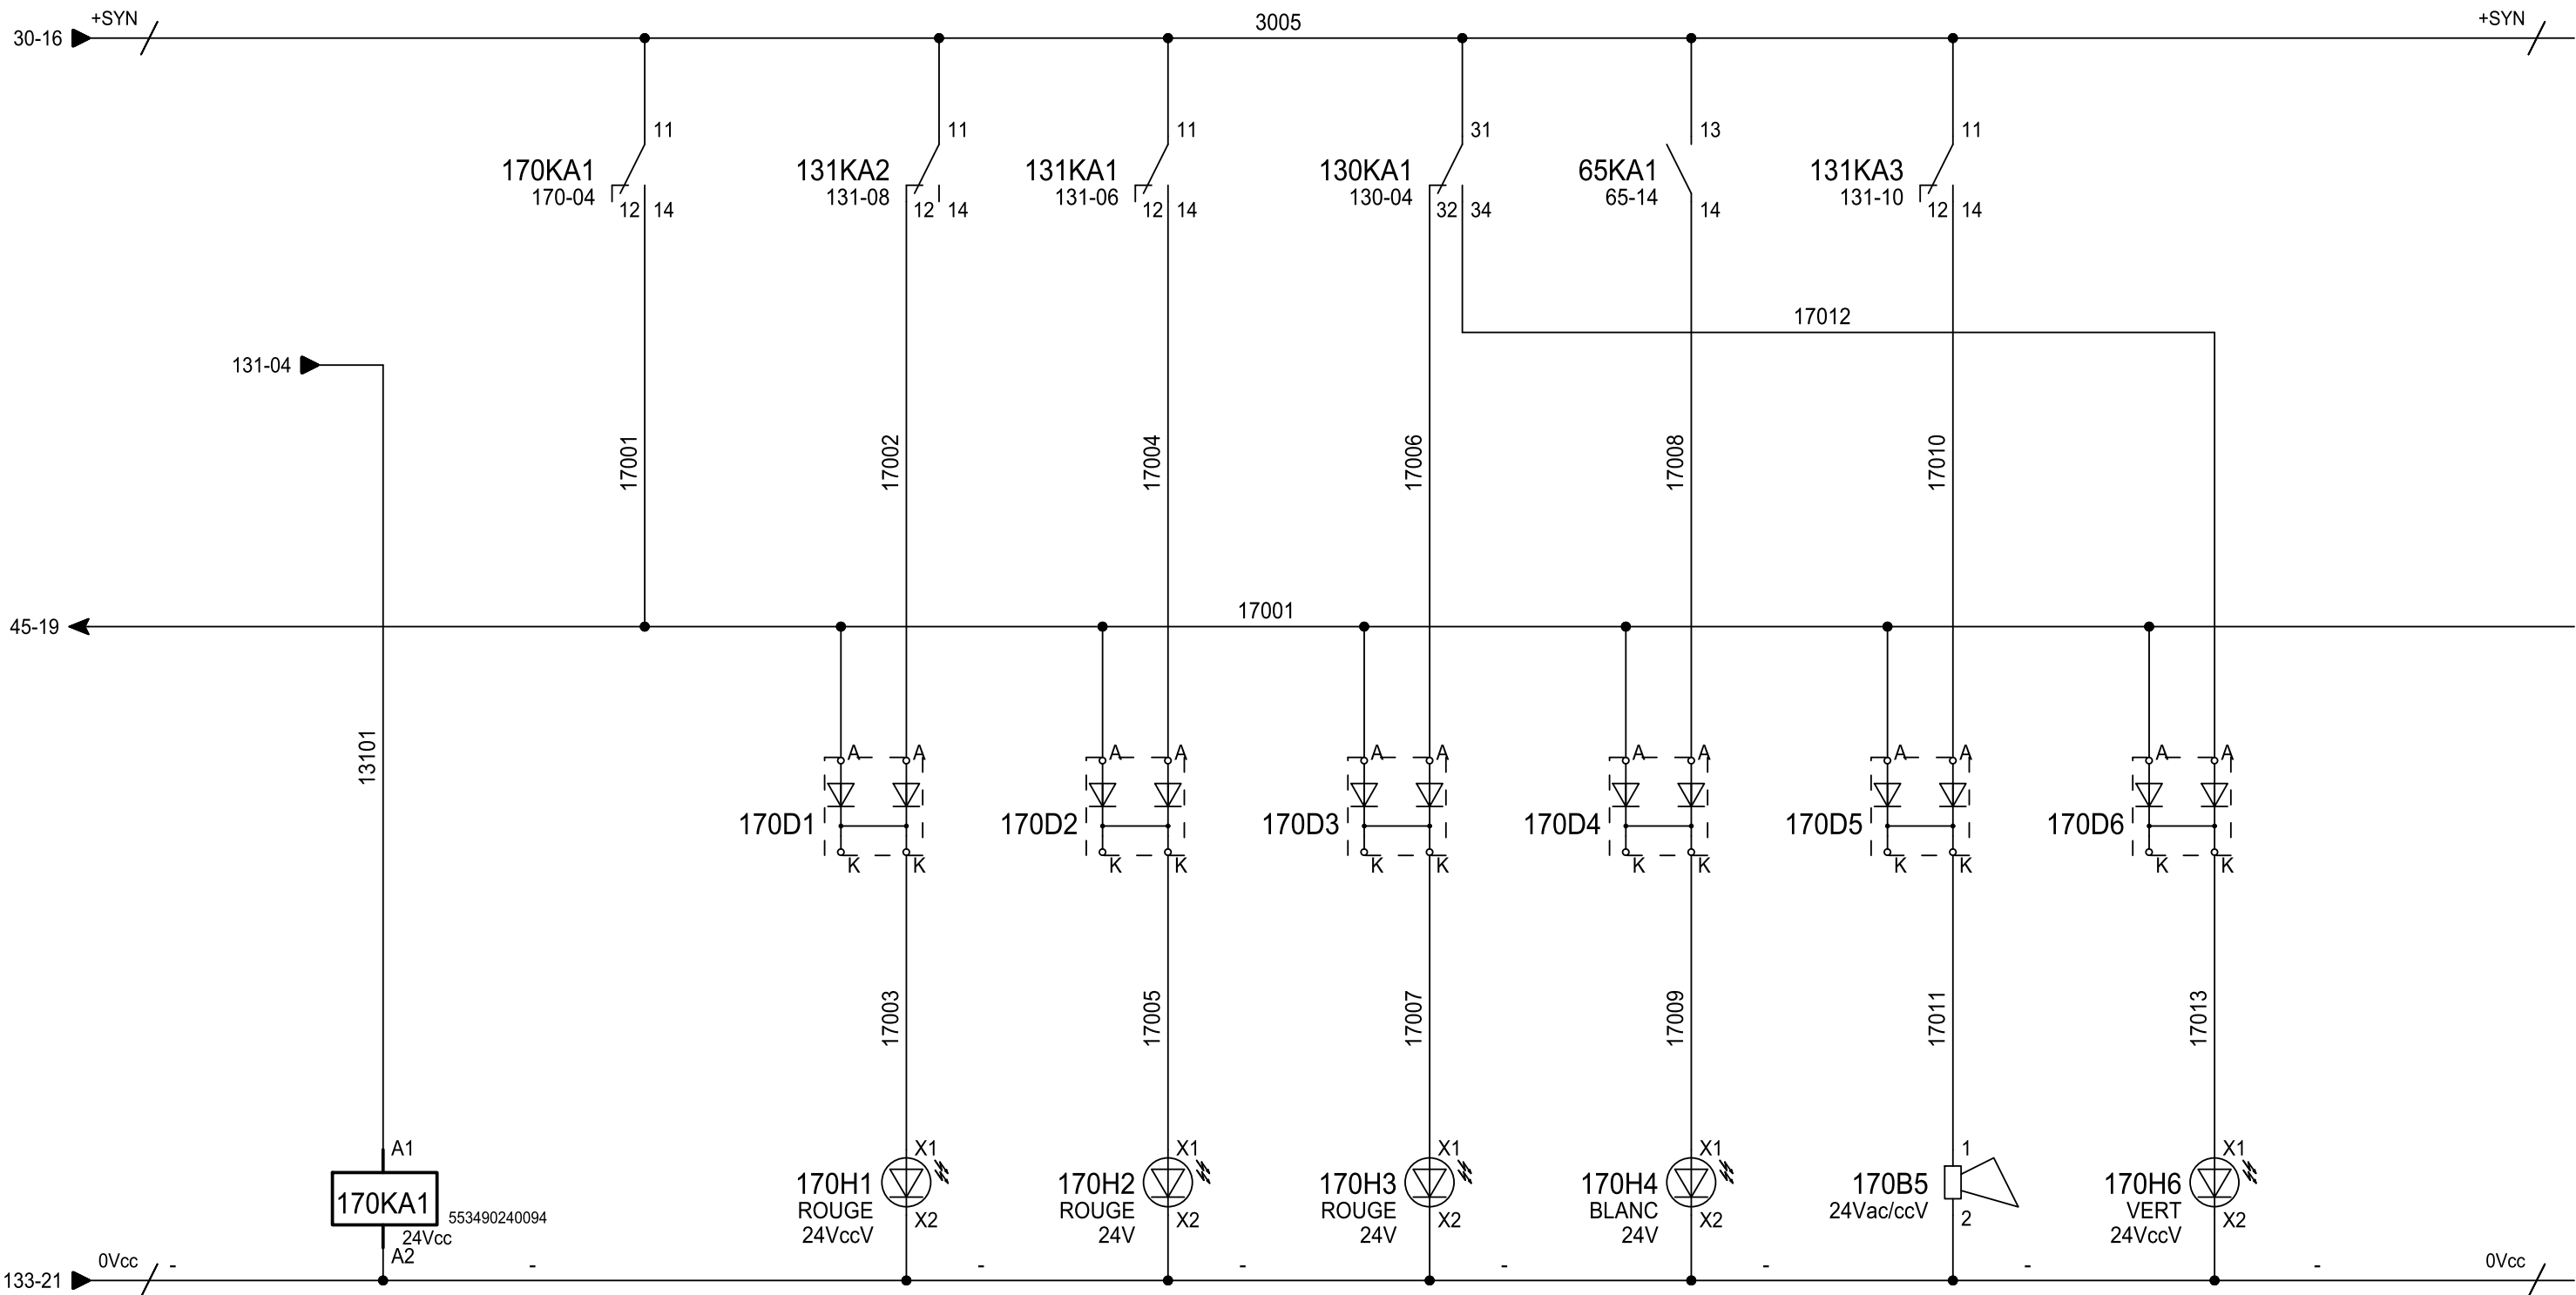 +SYN
3005
+SYN
30-16
11
11
11
31
13
11
170KA1
131KA2
131KA1
130KA1
65KA1
131KA3
170-04
131-08
131-06
130-04
65-14
131-10
12 14
12 14
12 14
32 34
14
12 14
17012
131-04
17001
17002
17004
17006
17008
17010
17001
45-19
13101
A A
A A
A A
A A
A A
A A
170D1
170D2
170D3
170D4
170D5
170D6
K K
K K
K K
K K
K K
K K
17003
17005
17007
17009
17011
17013
A1
X1
X1
X1
X1
1
X1
170KA1
170H1
170H2
170H3
170H4
170B5
170H6
553490240094
ROUGE
ROUGE
ROUGE
BLANC
24Vac/ccV
VERT
X2
X2
X2
X2
2
X2
24Vcc
24VccV
24V
24V
24V
24VccV
A2
0Vcc
-
-
-
-
-
-
-
-
0Vcc
133-21